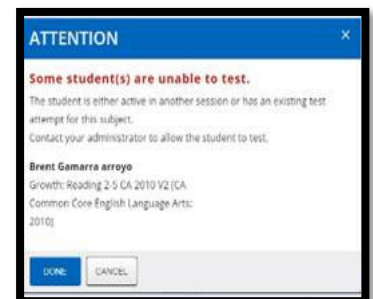 ATTENTION ×
Some student(s) are unable to test.
The student is either active in another session or has an existing test
attempt for this subject.
Contact your administrator to allow the student to test.
Brent Gamarra arroyo
Growth: Reading 2-5 CA 2010 V2 (CA
Common Core English Language Arts:
2010)
DONE CANCEL